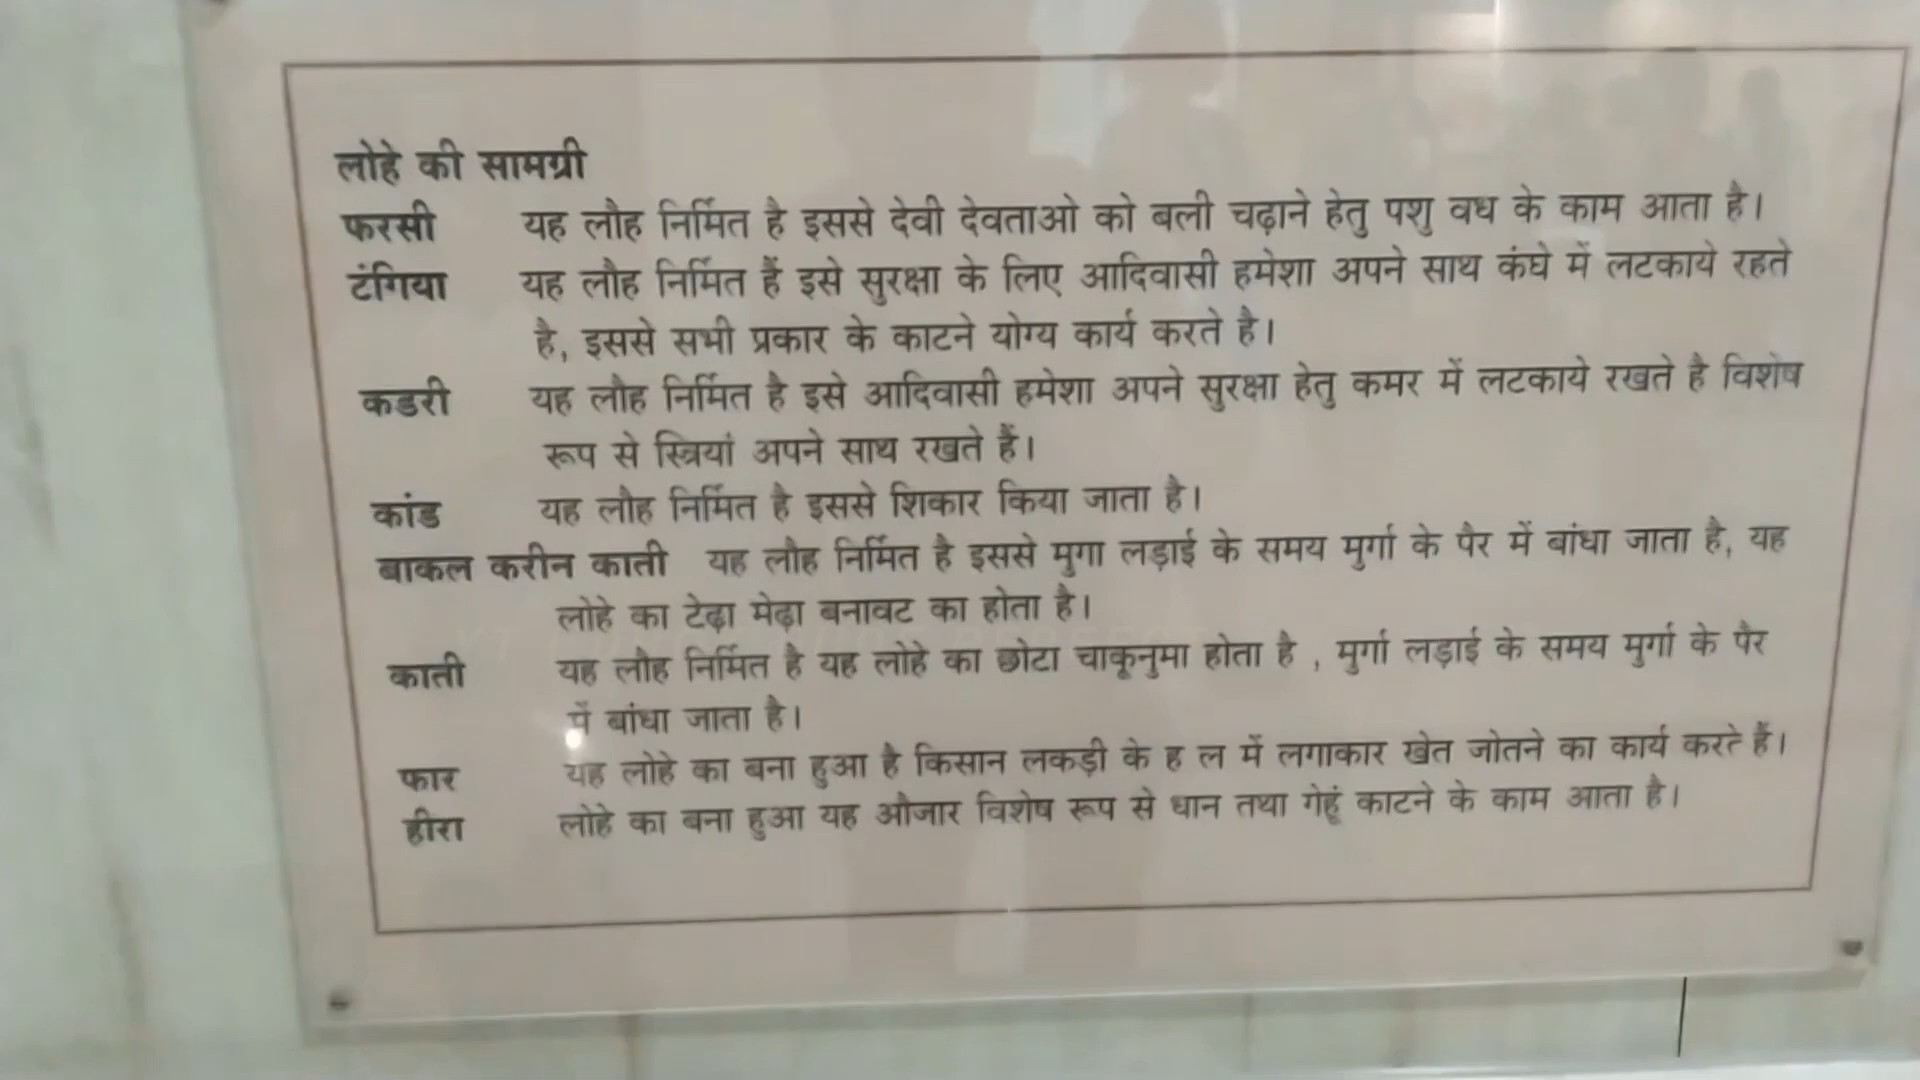 लोहे की सामग्री
फरसी यह लौह निर्मित है इससे देवी देवताओ को बली चढ़ाने हेतु पशु वध के काम आता है।
टंगिया यह लौह निर्मित हैं इसे सुरक्षा के लिए आदिवासी हमेशा अपने साथ कंघे में लटकाये रहते
है, इससे सभी प्रकार के काटने योग्य कार्य करते है।
कडरी यह लौह निर्मित है इसे आदिवासी हमेशा अपने सुरक्षा हेतु कमर में लटकाये रखते है विशेष
रूप से स्त्रियां अपने साथ रखते हैं।
कांड यह लौह निर्मित है इससे शिकार किया जाता है।
बाकल करीन काती यह लौह निर्मित है इससे मुगा लड़ाई के समय मुर्गा के पैर में बांधा जाता है, यह
लोहे का टेढ़ा मेढ़ा बनावट का होता है।
काती यह लौह निर्मित है यह लोहे का छोटा चाकूनुमा होता है , मुर्गा लड़ाई के समय मुर्गा के पैर
में बांधा जाता है।
फार यह लोहे का बना हुआ है किसान लकड़ी के ह ल में लगाकार खेत जोतने का कार्य करते हैं।
हीरा लोहे का बना हुआ यह औजार विशेष रूप से धान तथा गेहूं काटने के काम आता है।